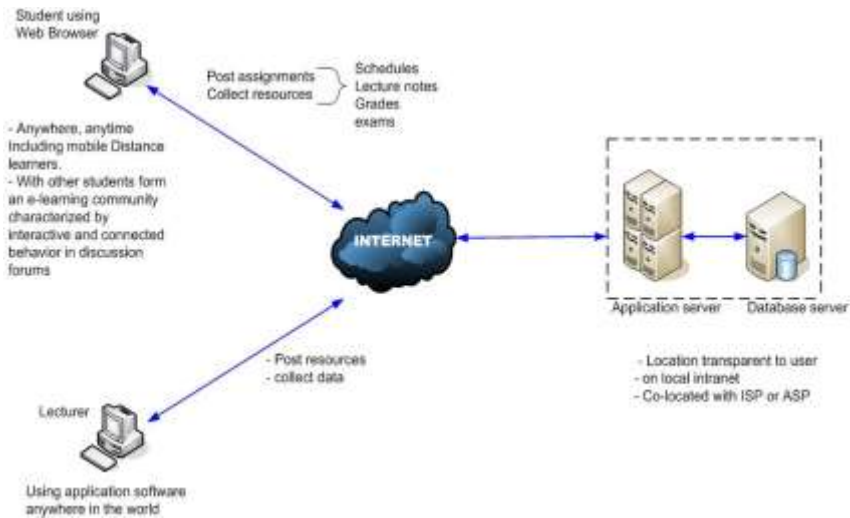 Student using
Web Browser
Post assignments
Collect resources
Schedules
Lecture notes
Grades
exams
- Anywhere, anytime
Including mobile Distance
learners.
- With other students form
an e-learning community
characterized by
interactive and connected
behavior in discussion
forums
INTERNET
Application server
Database server
- Location transparent to user
- on local intranet
- Co-located with ISP or ASP
- Post resources
- collect data
Lecturer
Using application software
anywhere in the world